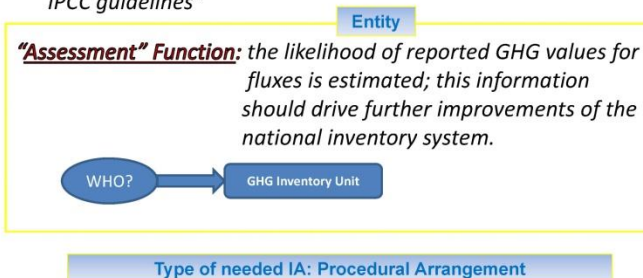 IPCC guidelines
Entity
"Assessment" Function: the likelihood of reported GHG values for
fluxes is estimated; this information
should drive further improvements of the
national inventory system.
WHO?
GHG Inventory Unit
Type of needed IA: Procedural Arrangement